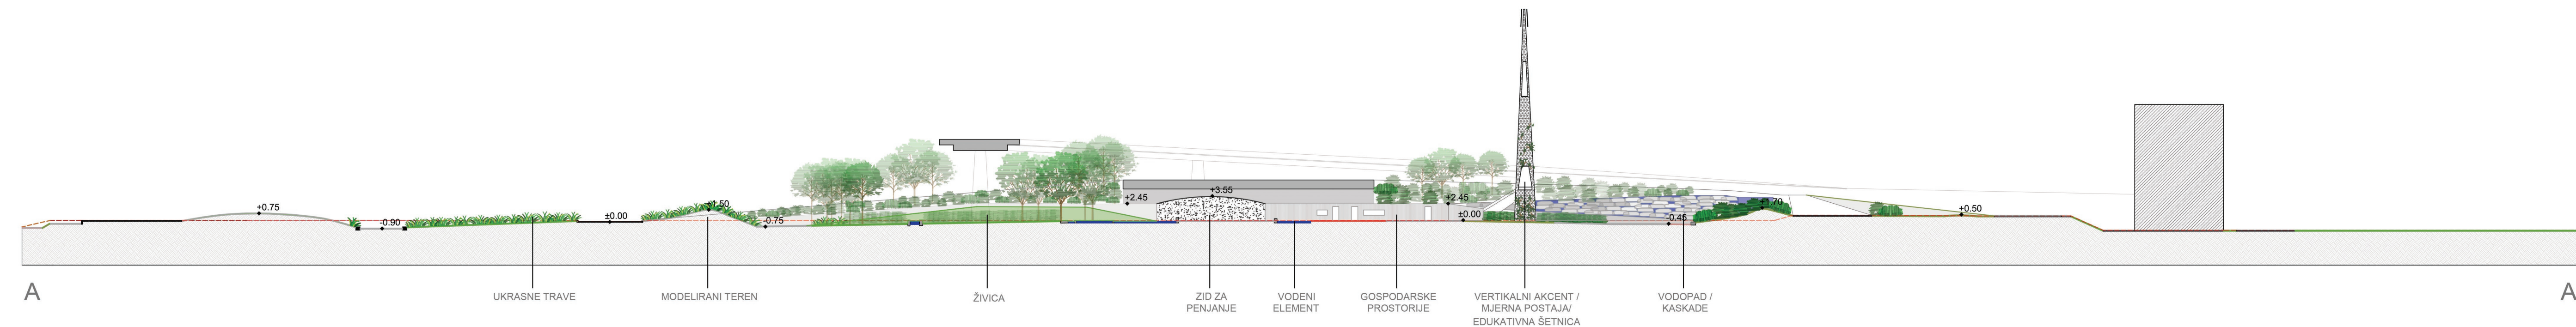 +0.75
-0.90
±0.00
+1.50
-0.75
+2.45
+3.55
+2.45
±0.00
-0.45
+1.70
+0.50
A
UKRASNE TRAVE
MODELIRANI TEREN
ŽIVICA
ZID ZA
PENJANJE
VODENI
ELEMENT
GOSPODARSKE
PROSTORIJE
VERTIKALNI AKCENT /
MJERNA POSTAJA/
EDUKATIVNA ŠETNICA
VODOPAD /
KASKADE
A